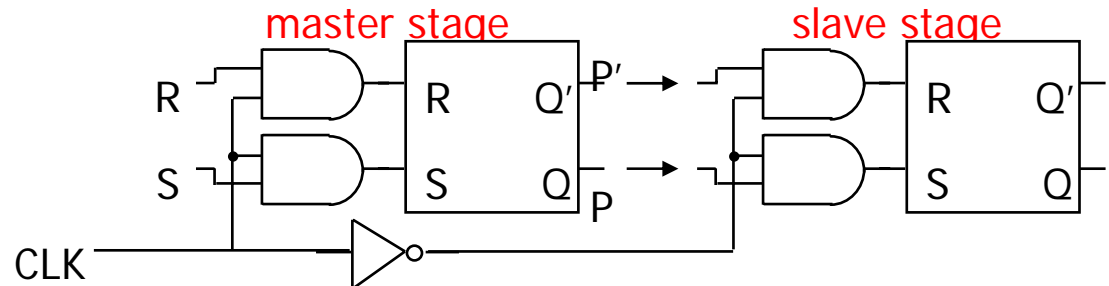 master stage slave stage
R R Q' P' R Q'
S S Q P S Q
CLK